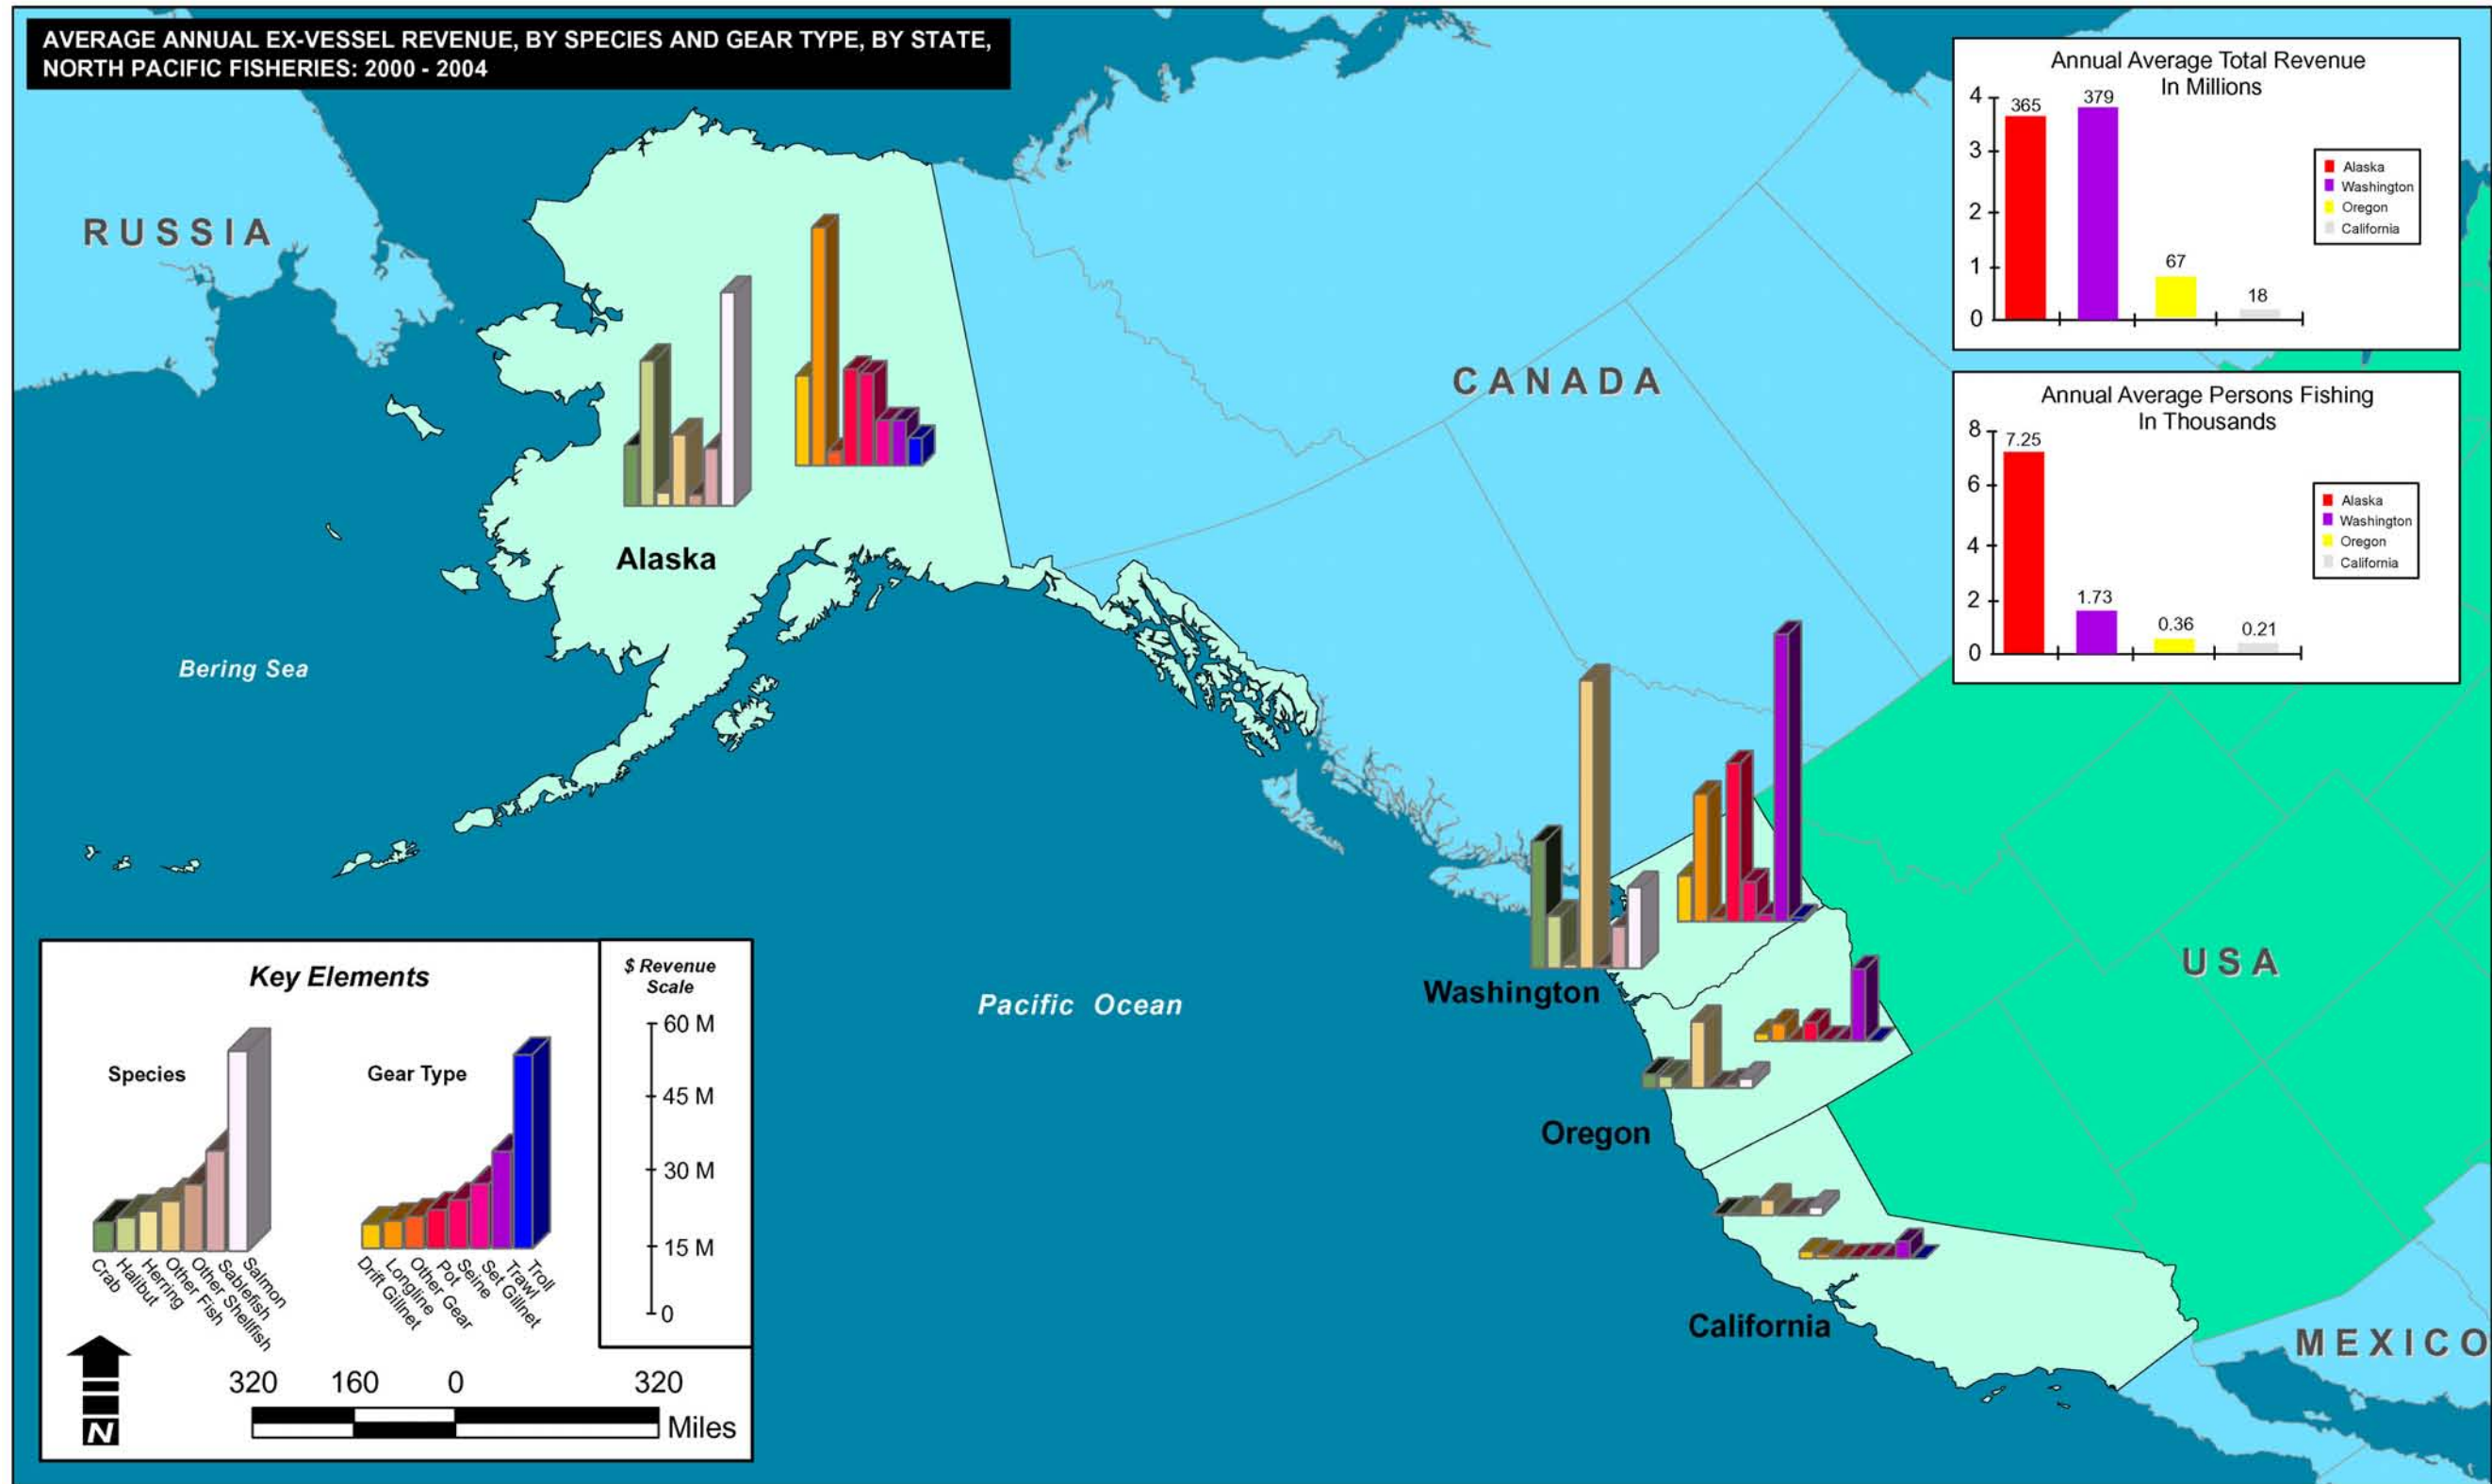 AVERAGE ANNUAL EX-VESSEL REVENUE, BY SPECIES AND GEAR TYPE, BY STATE,
NORTH PACIFIC FISHERIES: 2000 - 2004
RUSSIA
CANADA
Alaska
Bering Sea
Pacific Ocean
Washington
Oregon
California
USA
MEXICO
Annual Average Total Revenue
In Millions
4
3
2
1
0
365
379
67
18
Alaska
Washington
Oregon
California
Annual Average Persons Fishing
In Thousands
8
6
4
2
0
7.25
1.73
0.36
0.21
Alaska
Washington
Oregon
California
Key Elements
Species
Crab
Halibut
Herring
Other Fish
Other Shellfish
Sablefish
Salmon
Gear Type
Drift Gillnet
Longline
Other Gear
Pot
Seine
Set Gillnet
Trawl
Troll
$ Revenue
Scale
60 M
45 M
30 M
15 M
0
N
320 160 0 320
Miles